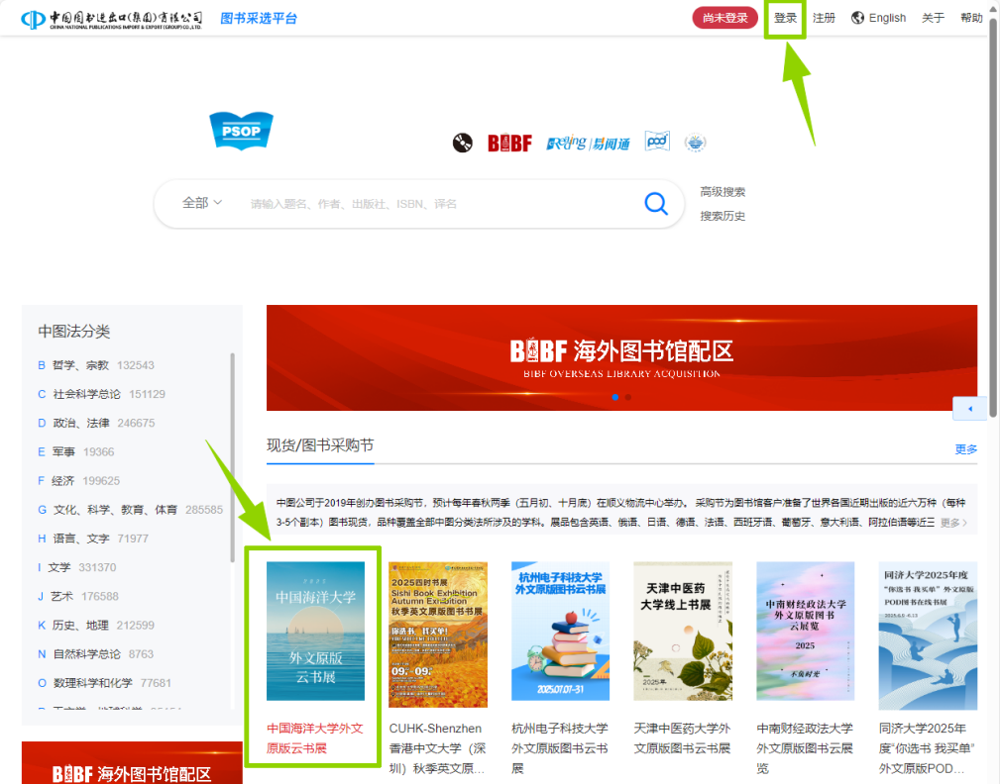 中国图书进出口(集团)有限公司
CHINA NATIONAL PUBLICATIONS IMPORT & EXPORT (GROUP) CO., LTD.
图书采选平台
尚未登录 登录 注册 English 关于 帮助
PSOP
BIBF Reading|易阅通 pod
全部 请输入题名、作者、出版社、ISBN、译名
高级搜索
搜索历史
中图法分类
B 哲学、宗教 132543
C 社会科学总论 151129
D 政治、法律 246675
E 军事 19366
F 经济 199625
G 文化、科学、教育、体育 285585
H 语言、文字 71977
I 文学 331370
J 艺术 176588
K 历史、地理 212599
N 自然科学总论 8763
O 数理科学和化学 77681
BIBF 海外图书馆配区
BIBF 海外图书馆配区
BIBF OVERSEAS LIBRARY ACQUISITION
现货/图书采购节
更多
中图公司于2019年创办图书采购节，预计每年春秋两季（五月初、十月底）在顺义物流中心举办。 采购节为图书馆客户准备了世界各国近期出版的近六万种（每种
3-5个副本）图书现货，品种覆盖全部中图分类法所涉及的学科。展品包含英语、俄语、日语、德语、法语、西班牙语、葡萄牙、意大利语、阿拉伯语等近三 更多
2025
中国海洋大学
外文原版
云书展
中国海洋大学外文
原版云书展
2025四时书展
Sishi Book Exhibition
Autumn Exhibition
秋季英文原版图书书展
你选书 我买单!
09.-09.
CUHK-Shenzhen
香港中文大学（深
圳）秋季英文原...
杭州电子科技大学
外文原版图书云书展
2025.07.07-31
杭州电子科技大学
外文原版图书云书
展
天津中医药
大学线上书展
2025年
天津中医药大学外
文原版图书云书展
中南财经政法大学
外文原版图书
云展览
2025
不负时光
中南财经政法大学
外文原版图书云展
览
同济大学2025年度
“你选书 我买单” 外文原版
POD图书在线书展
2025.6.9 -6.13
同济大学2025年
度“你选书 我买单”
外文原版POD...